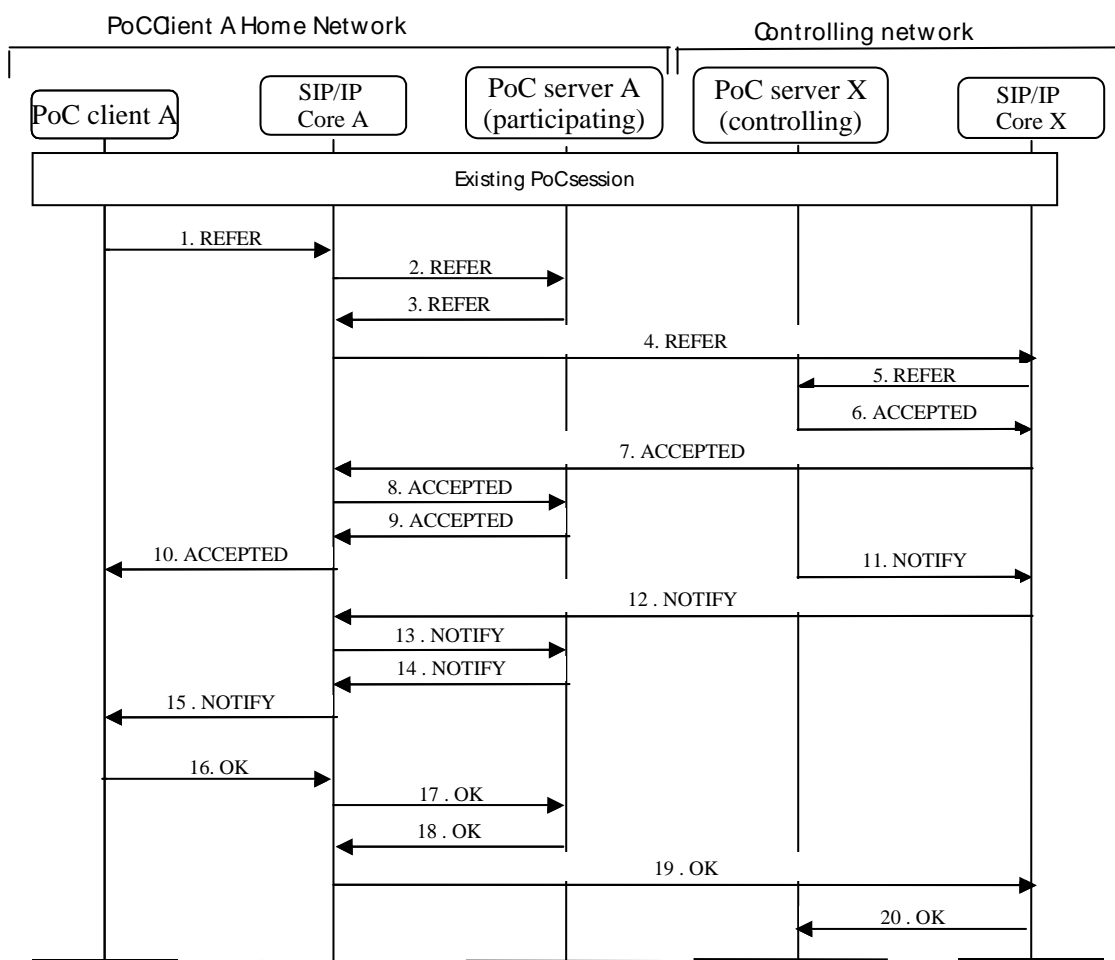 PoCClient A Home Network
Controlling network
PoC client A
SIP/IP
Core A
PoC server A
(participating)
PoC server X
(controlling)
SIP/IP
Core X
Existing PoCsession
1. REFER
2. REFER
3. REFER
4. REFER
5. REFER
6. ACCEPTED
7. ACCEPTED
8. ACCEPTED
9. ACCEPTED
10. ACCEPTED
11. NOTIFY
12 . NOTIFY
13 . NOTIFY
14 . NOTIFY
15 . NOTIFY
16. OK
17 . OK
18 . OK
19 . OK
20 . OK